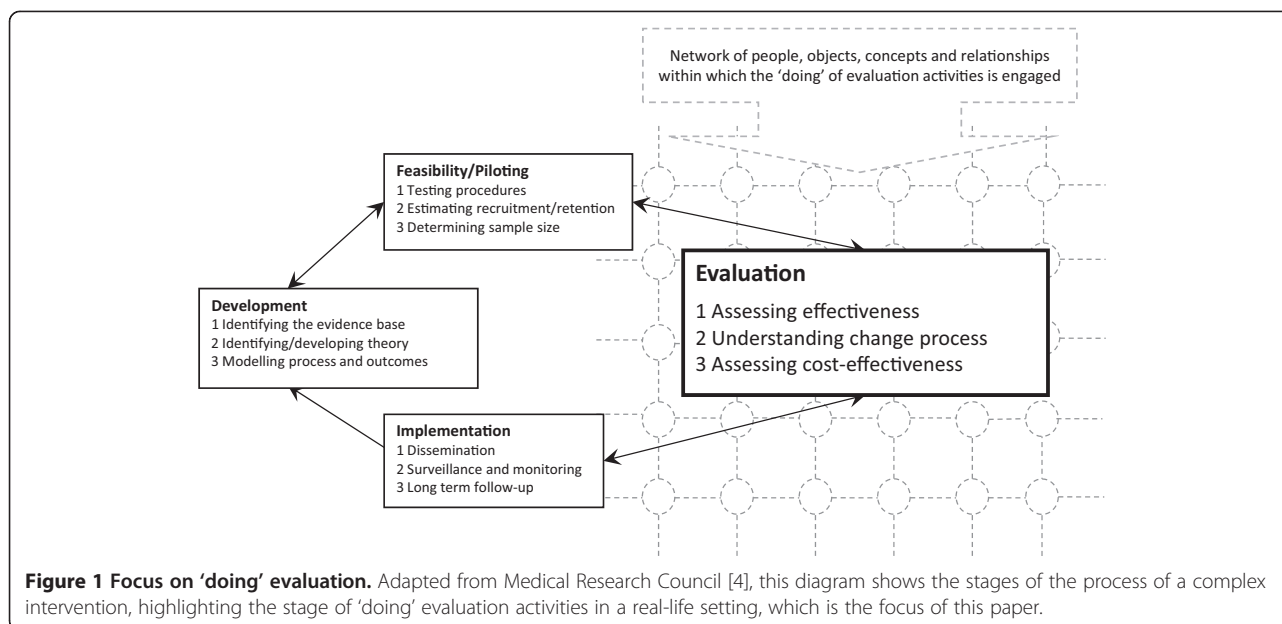 Network of people, objects, concepts and relationships
within which the ‘doing’ of evaluation activities is engaged
Feasibility/Piloting
1 Testing procedures
2 Estimating recruitment/retention
3 Determining sample size
Evaluation
1 Assessing effectiveness
2 Understanding change process
3 Assessing cost-effectiveness
Development
1 Identifying the evidence base
2 Identifying/developing theory
3 Modelling process and outcomes
Implementation
1 Dissemination
2 Surveillance and monitoring
3 Long term follow-up
Figure 1 Focus on ‘doing’ evaluation. Adapted from Medical Research Council [4], this diagram shows the stages of the process of a complex
intervention, highlighting the stage of ‘doing’ evaluation activities in a real-life setting, which is the focus of this paper.